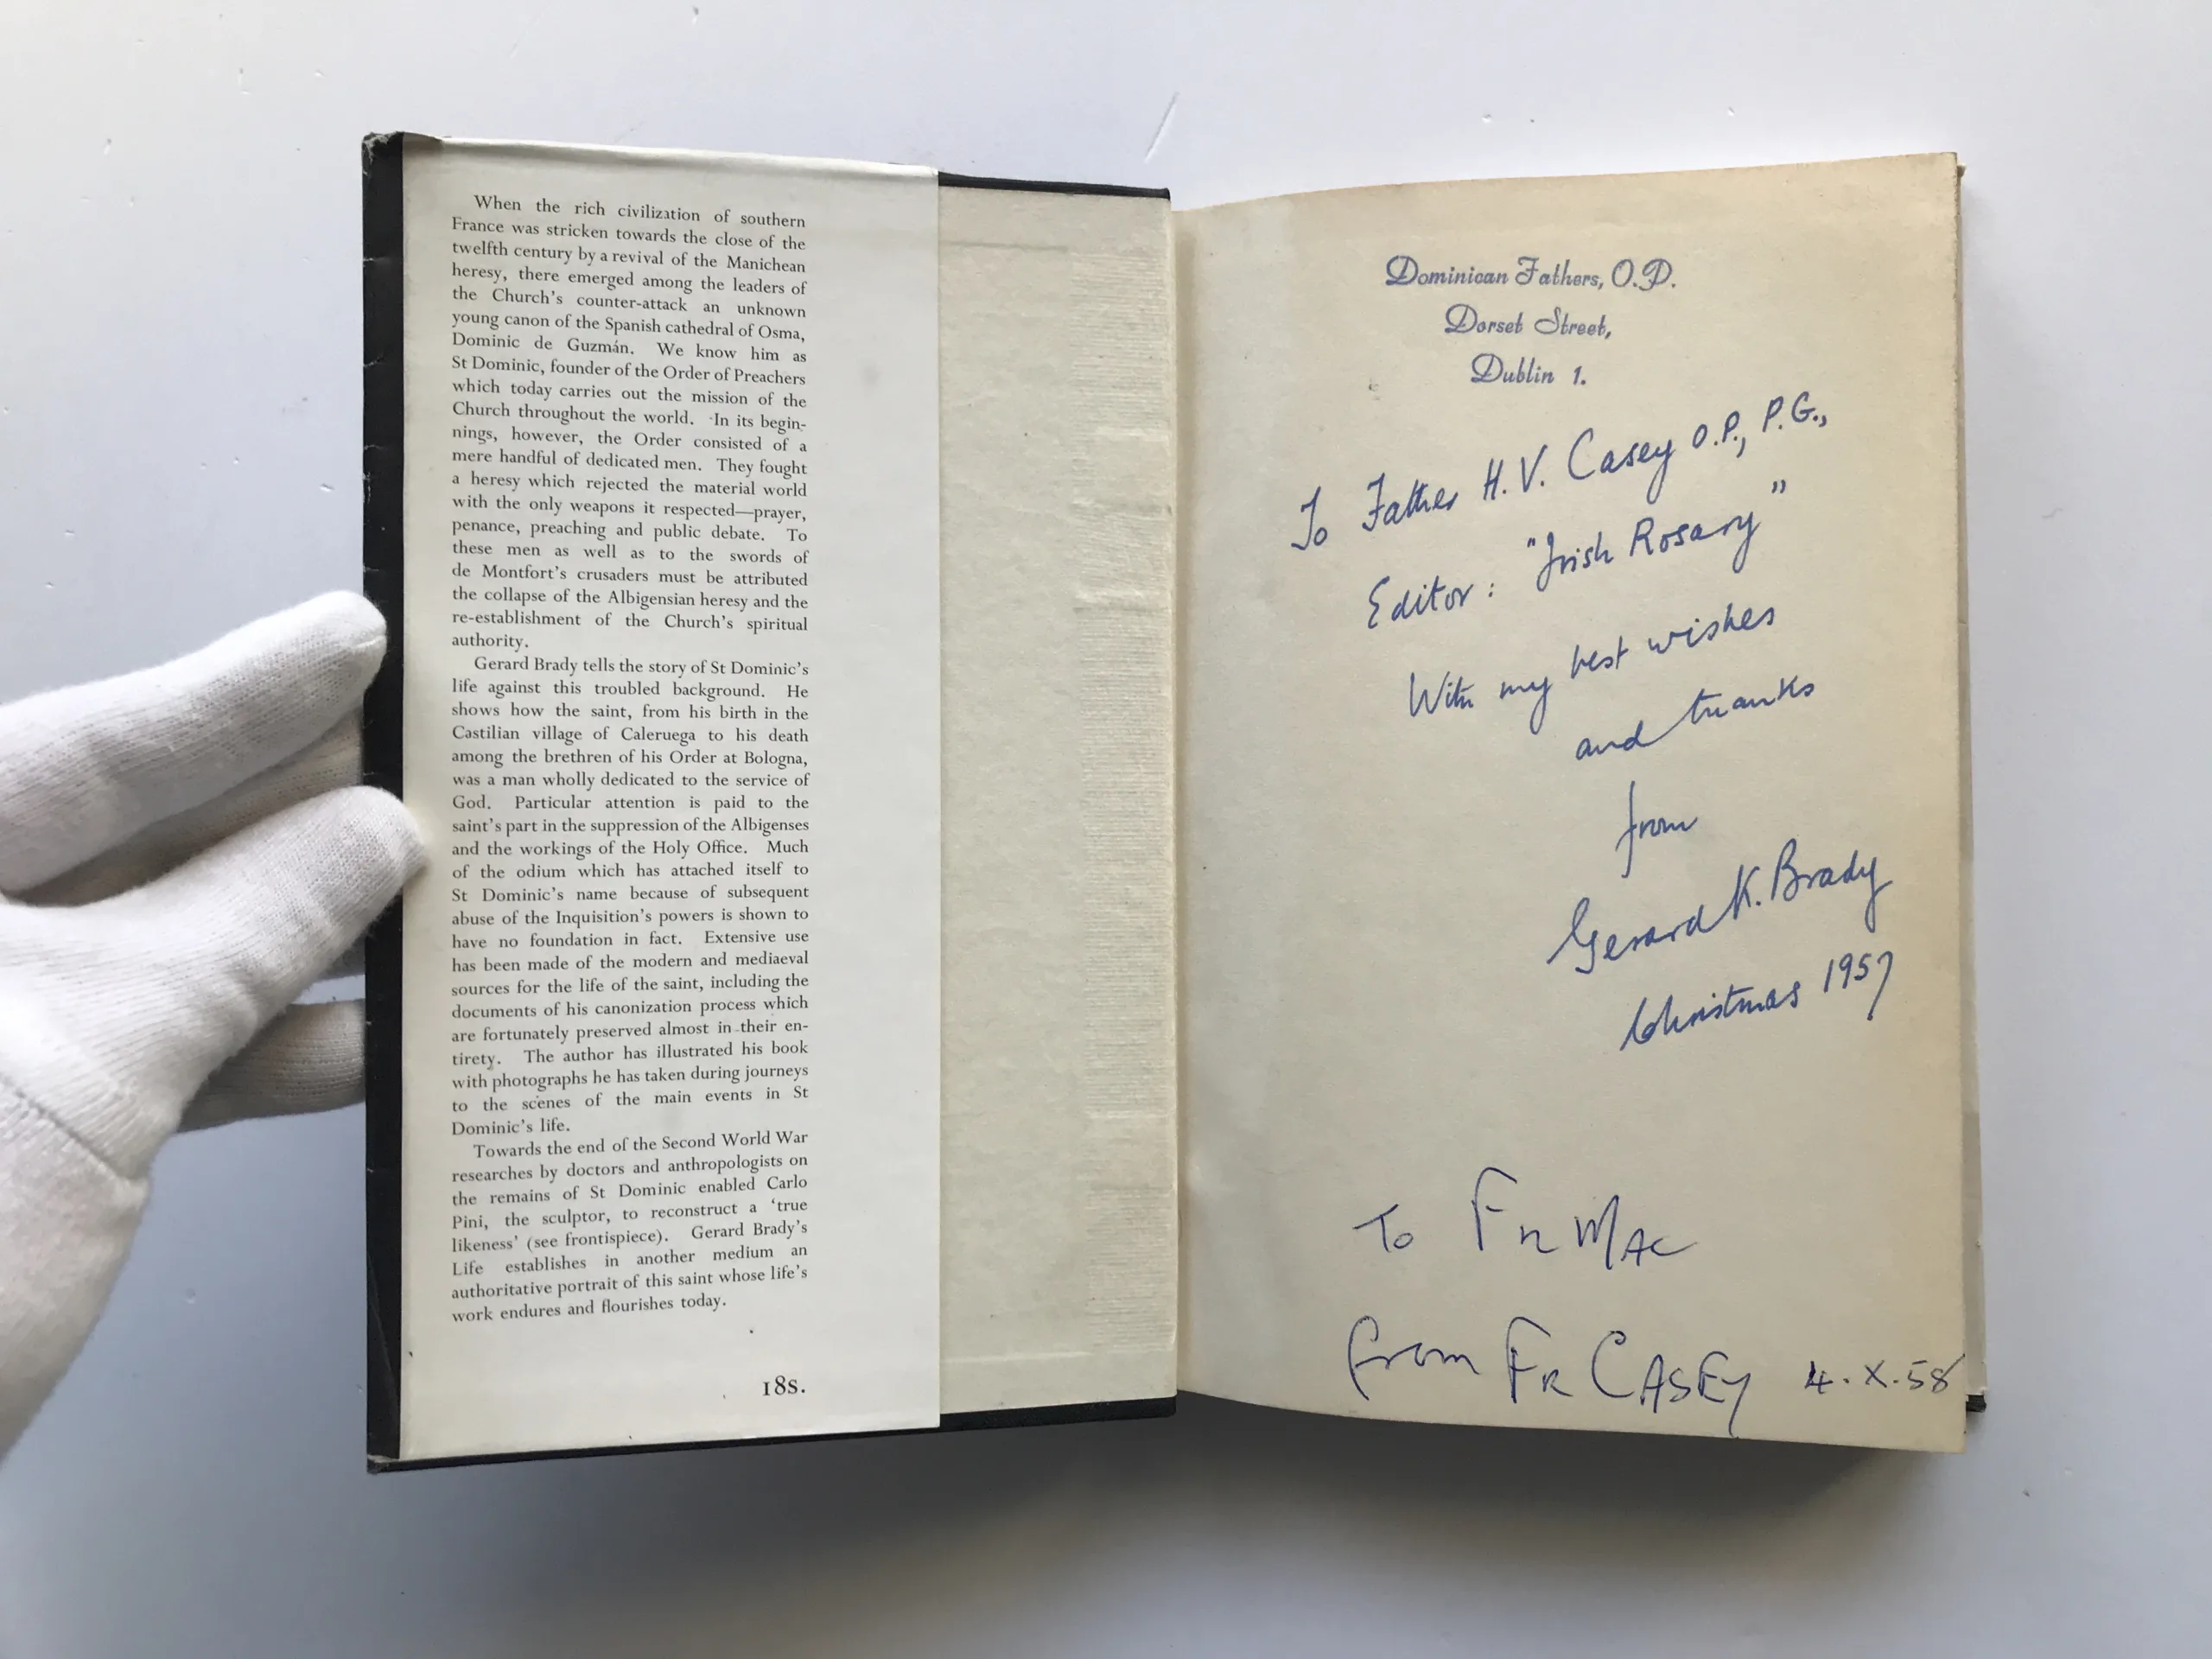 When the rich civilization of southern
France was stricken towards the close of the
twelfth century by a revival of the Manichean
heresy, there emerged among the leaders of
the Church's counter-attack an unknown
young canon of the Spanish cathedral of Osma,
Dominic de Guzmán. We know him as
St Dominic, founder of the Order of Preachers
which today carries out the mission of the
Church throughout the world. In its begin-
nings, however, the Order consisted of a
mere handful of dedicated men. They fought
a heresy which rejected the material world
with the only weapons it respected—prayer,
penance, preaching and public debate. To
these men as well as to the swords of
de Montfort's crusaders must be attributed
the collapse of the Albigensian heresy and the
re-establishment of the Church's spiritual
authority.
Gerard Brady tells the story of St Dominic's
life against this troubled background. He
shows how the saint, from his birth in the
Castilian village of Caleruega to his death
among the brethren of his Order at Bologna,
was a man wholly dedicated to the service of
God. Particular attention is paid to the
saint's part in the suppression of the Albigenses
and the workings of the Holy Office. Much
of the odium which has attached itself to
St Dominic's name because of subsequent
abuse of the Inquisition's powers is shown to
have no foundation in fact. Extensive use
has been made of the modern and mediaeval
sources for the life of the saint, including the
documents of his canonization process which
are fortunately preserved almost in their en-
tirety. The author has illustrated his book
with photographs he has taken during journeys
to the scenes of the main events in St
Dominic's life.
Towards the end of the Second World War
researches by doctors and anthropologists on
the remains of St Dominic enabled Carlo
Pini, the sculptor, to reconstruct a 'true
likeness' (see frontispiece). Gerard Brady's
Life establishes in another medium an
authoritative portrait of this saint whose life's
work endures and flourishes today.
18s.
Dominican Fathers, O.P.
Dorset Street,
Dublin 1.
To Father H. V. Casey O.P., P.G.,
Editor: "Irish Rosary"
With my best wishes
and thanks
from
Gerard K. Brady
Christmas 1957
To FR MAC
from FR CASEY 4.X.58